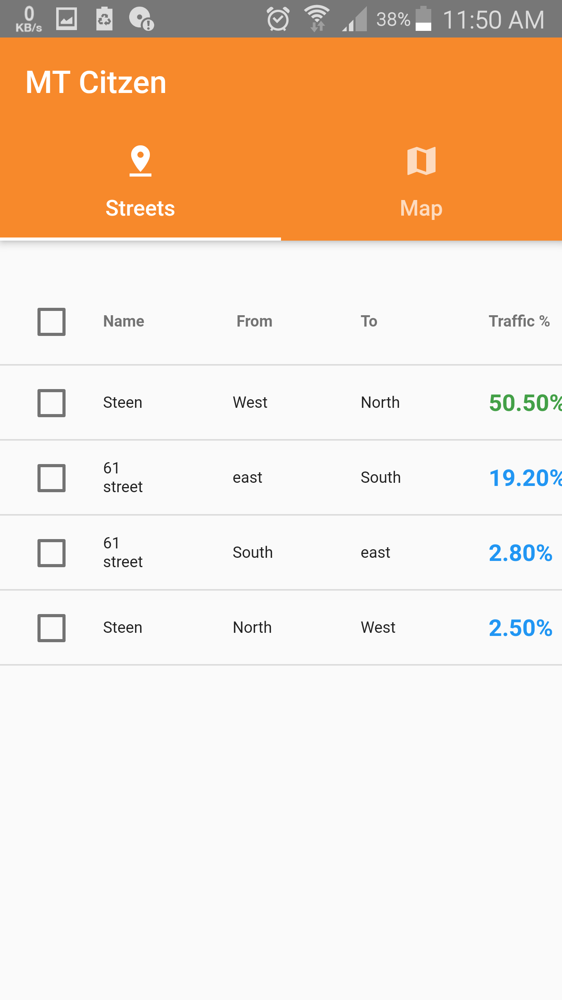 0
KB/s
38% 11:50 AM
MT Citzen
Streets Map
Name From To Traffic %
Steen West North 50.50%
61
street east South 19.20%
61
street South east 2.80%
Steen North West 2.50%